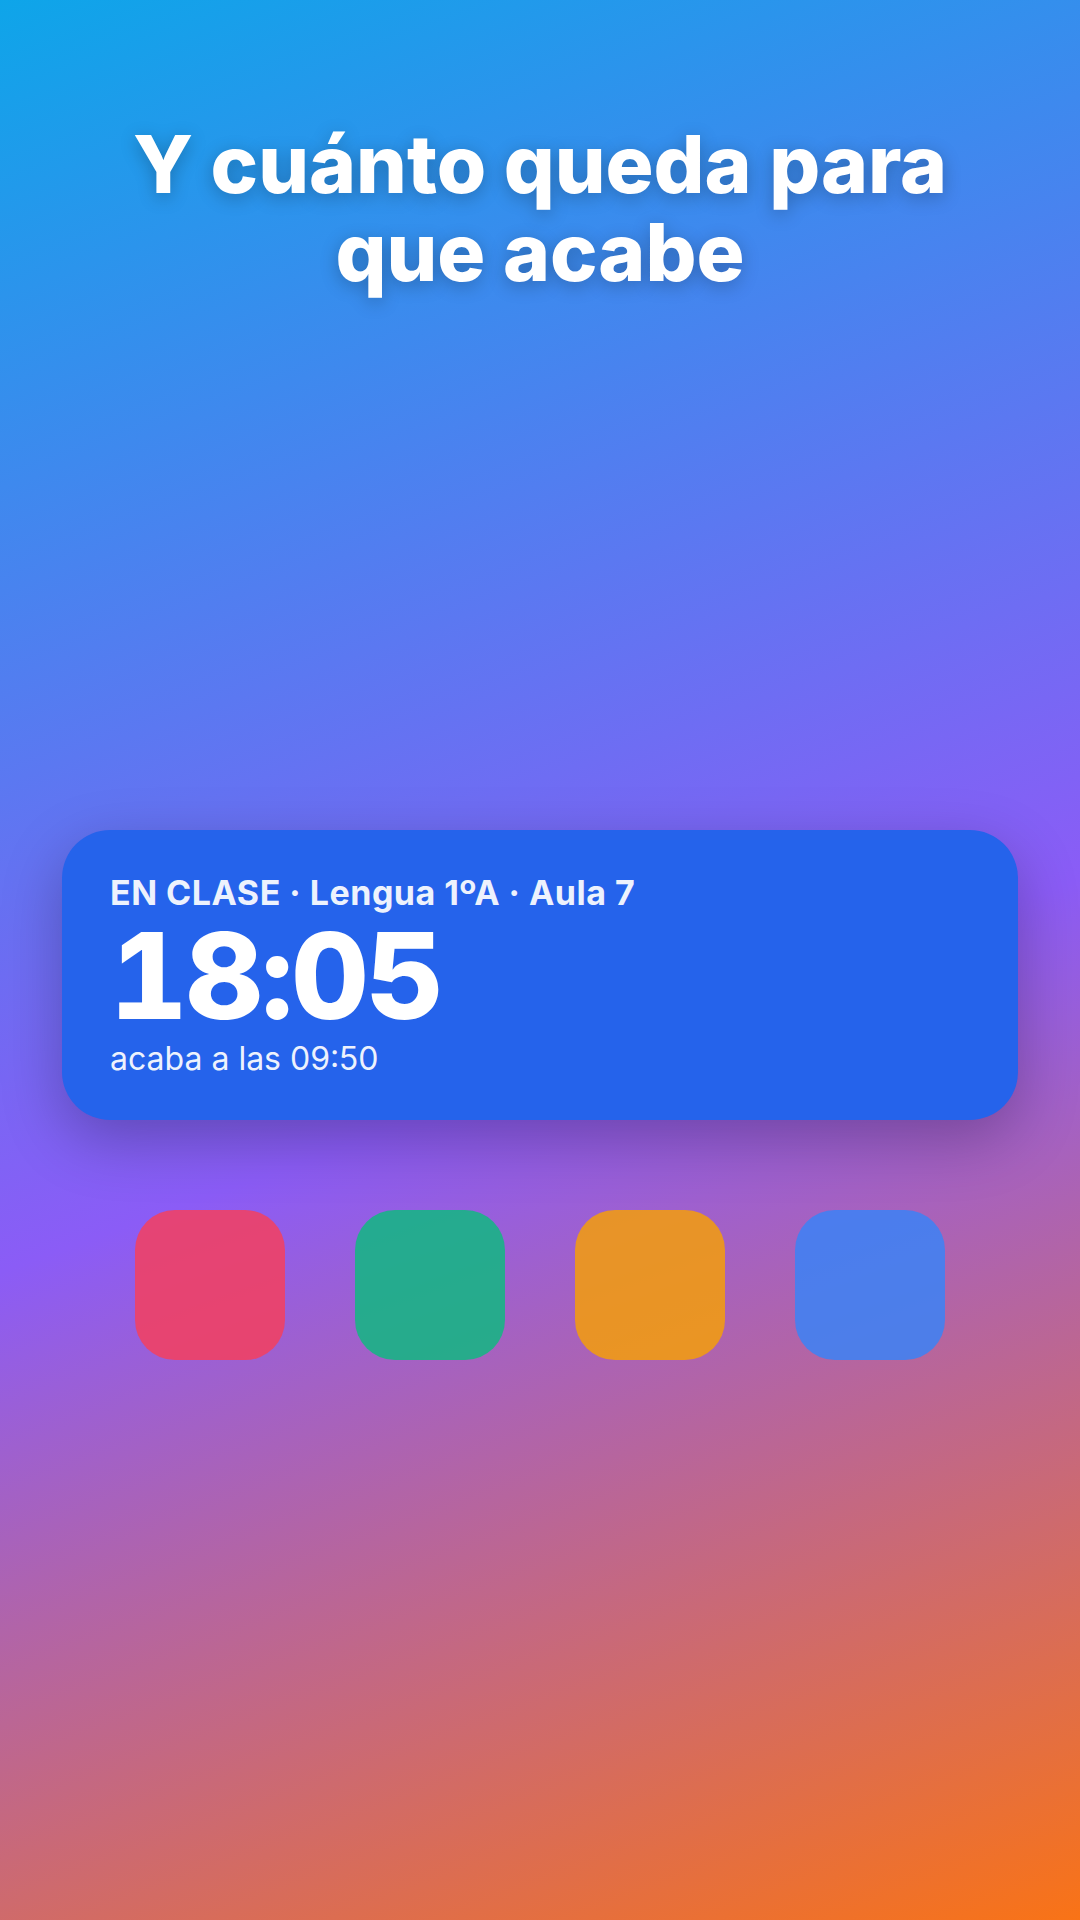 Y cuánto queda para
que acabe
EN CLASE · Lengua 1ºA · Aula 7
18:05
acaba a las 09:50